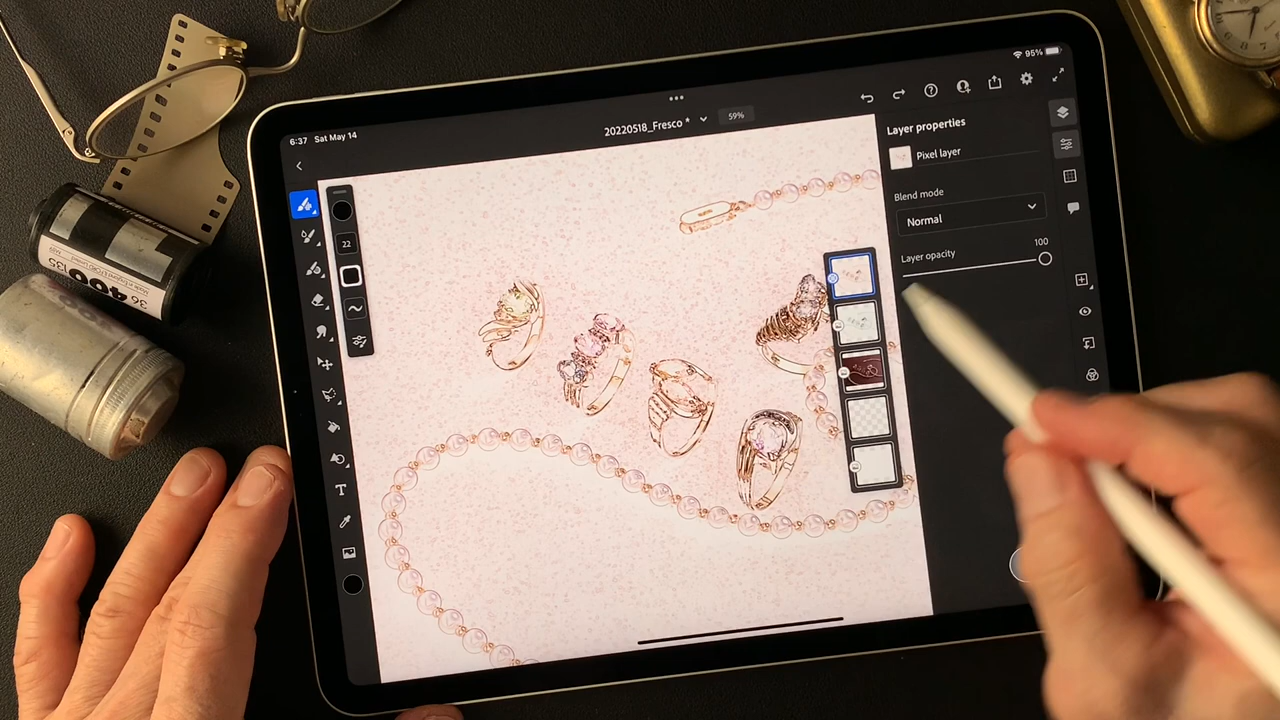 6:37 Sat May 14
95%
20220518_Fresco *
59%
Layer properties
Pixel layer
Blend mode
Normal
Layer opacity
100
22
T
400
36
135